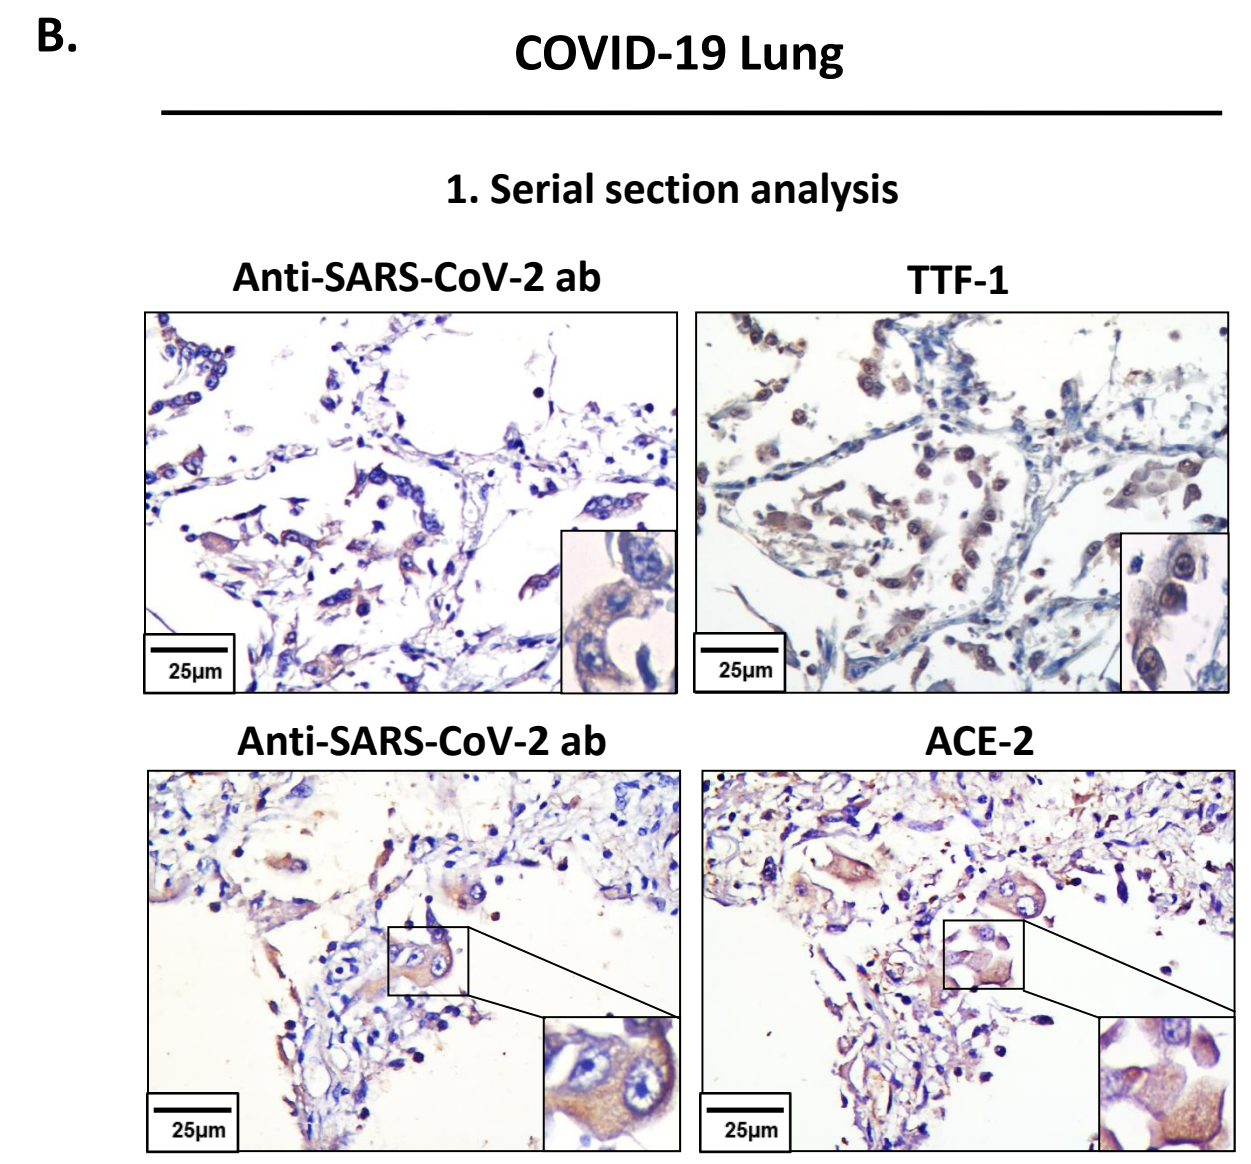 B.
COVID-19 Lung
1. Serial section analysis
Anti-SARS-CoV-2 ab
TTF-1
25µm
25µm
Anti-SARS-CoV-2 ab
ACE-2
25µm
25µm